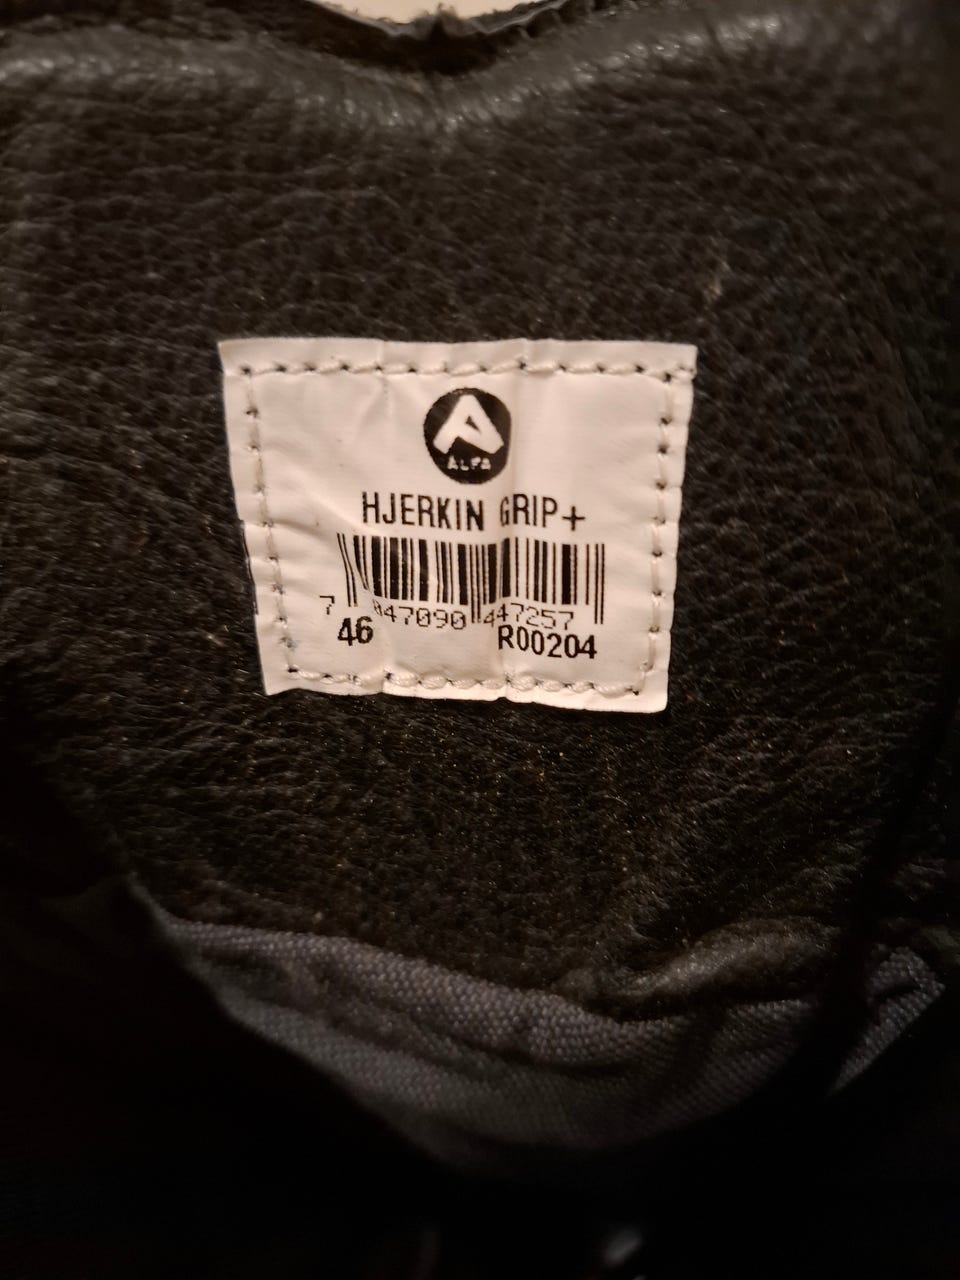 ALFA
HJERKIN GRIP+
7 047090 447257
46 R00204